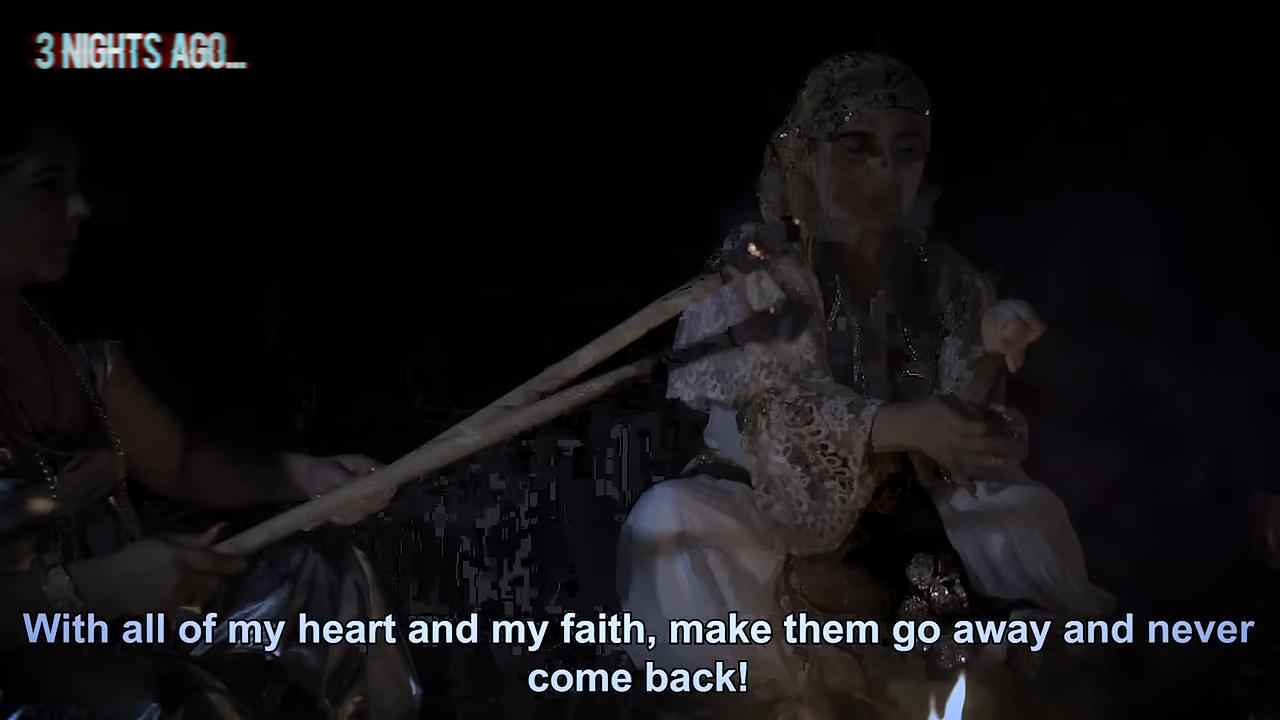 3 NIGHTS AGO...
With all of my heart and my faith, make them go away and never
come back!